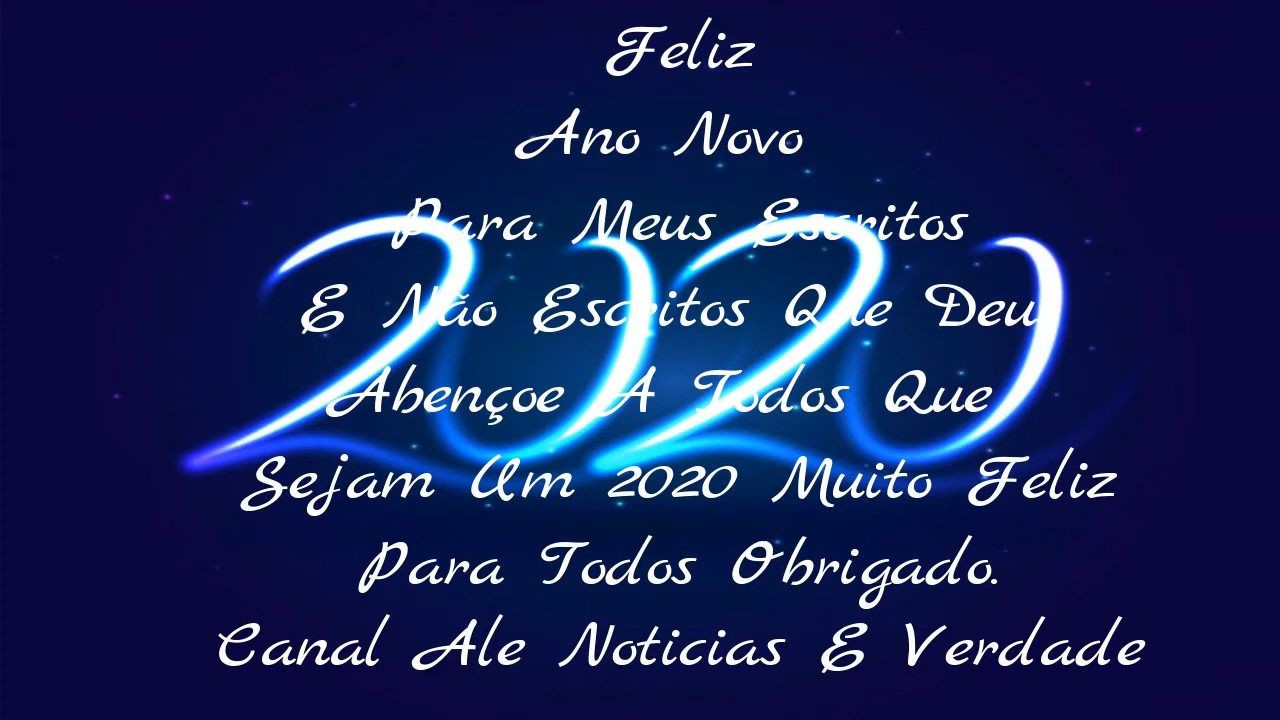 Feliz
Ano Novo
Para Meus Escritos
E Não Escritos Que Deus
Abençoe A Todos Que
Sejam Um 2020 Muito Feliz
Para Todos Obrigado.
Canal Ale Noticias E Verdade
2020